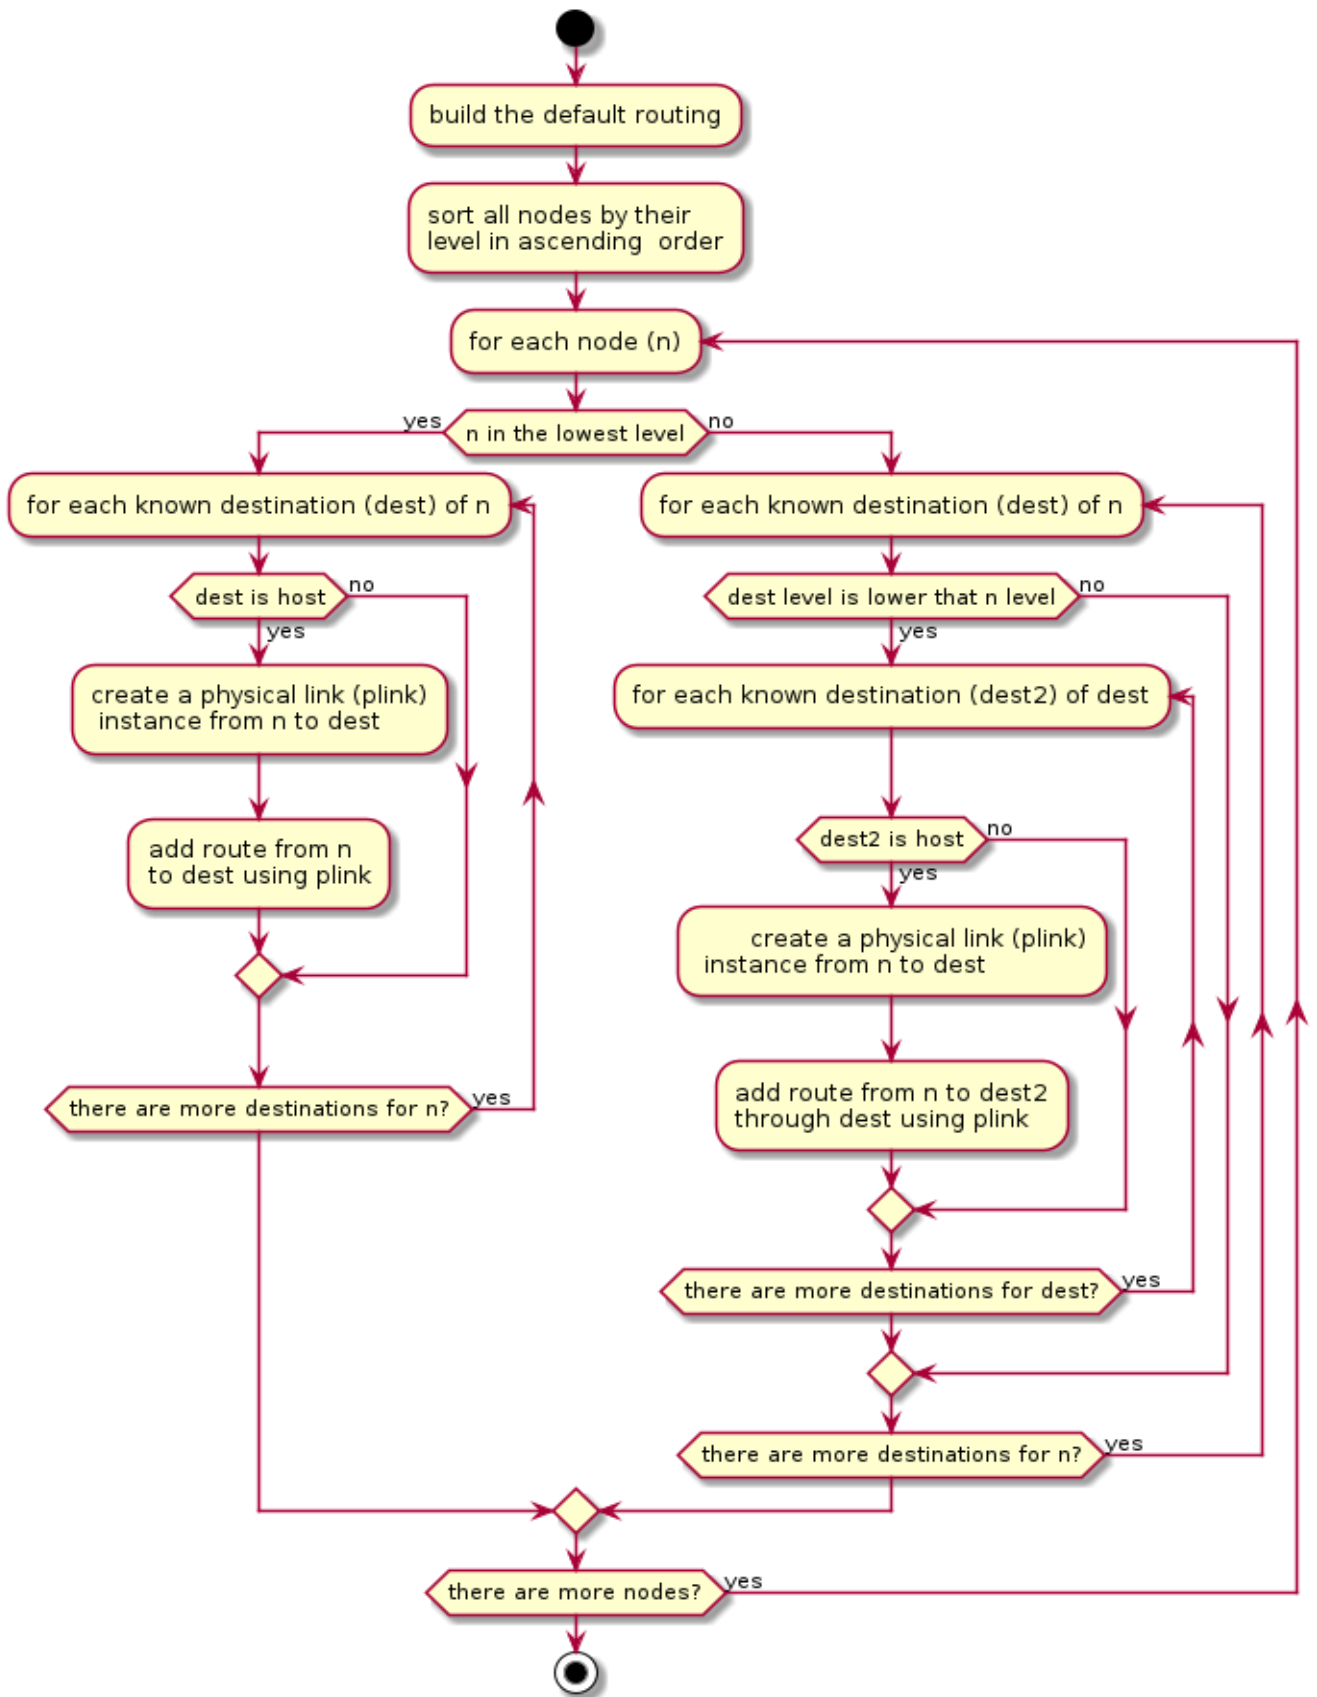 build the default routing
sort all nodes by their
level in ascending  order
for each node (n)
yes
n in the lowest level
no
for each known destination (dest) of n
dest is host
no
yes
create a physical link (plink)
instance from n to dest
add route from n
to dest using plink
there are more destinations for n?
yes
for each known destination (dest) of n
dest level is lower that n level
no
yes
for each known destination (dest2) of dest
dest2 is host
no
yes
create a physical link (plink)
instance from n to dest
add route from n to dest2
through dest using plink
there are more destinations for dest?
yes
there are more destinations for n?
yes
there are more nodes?
yes